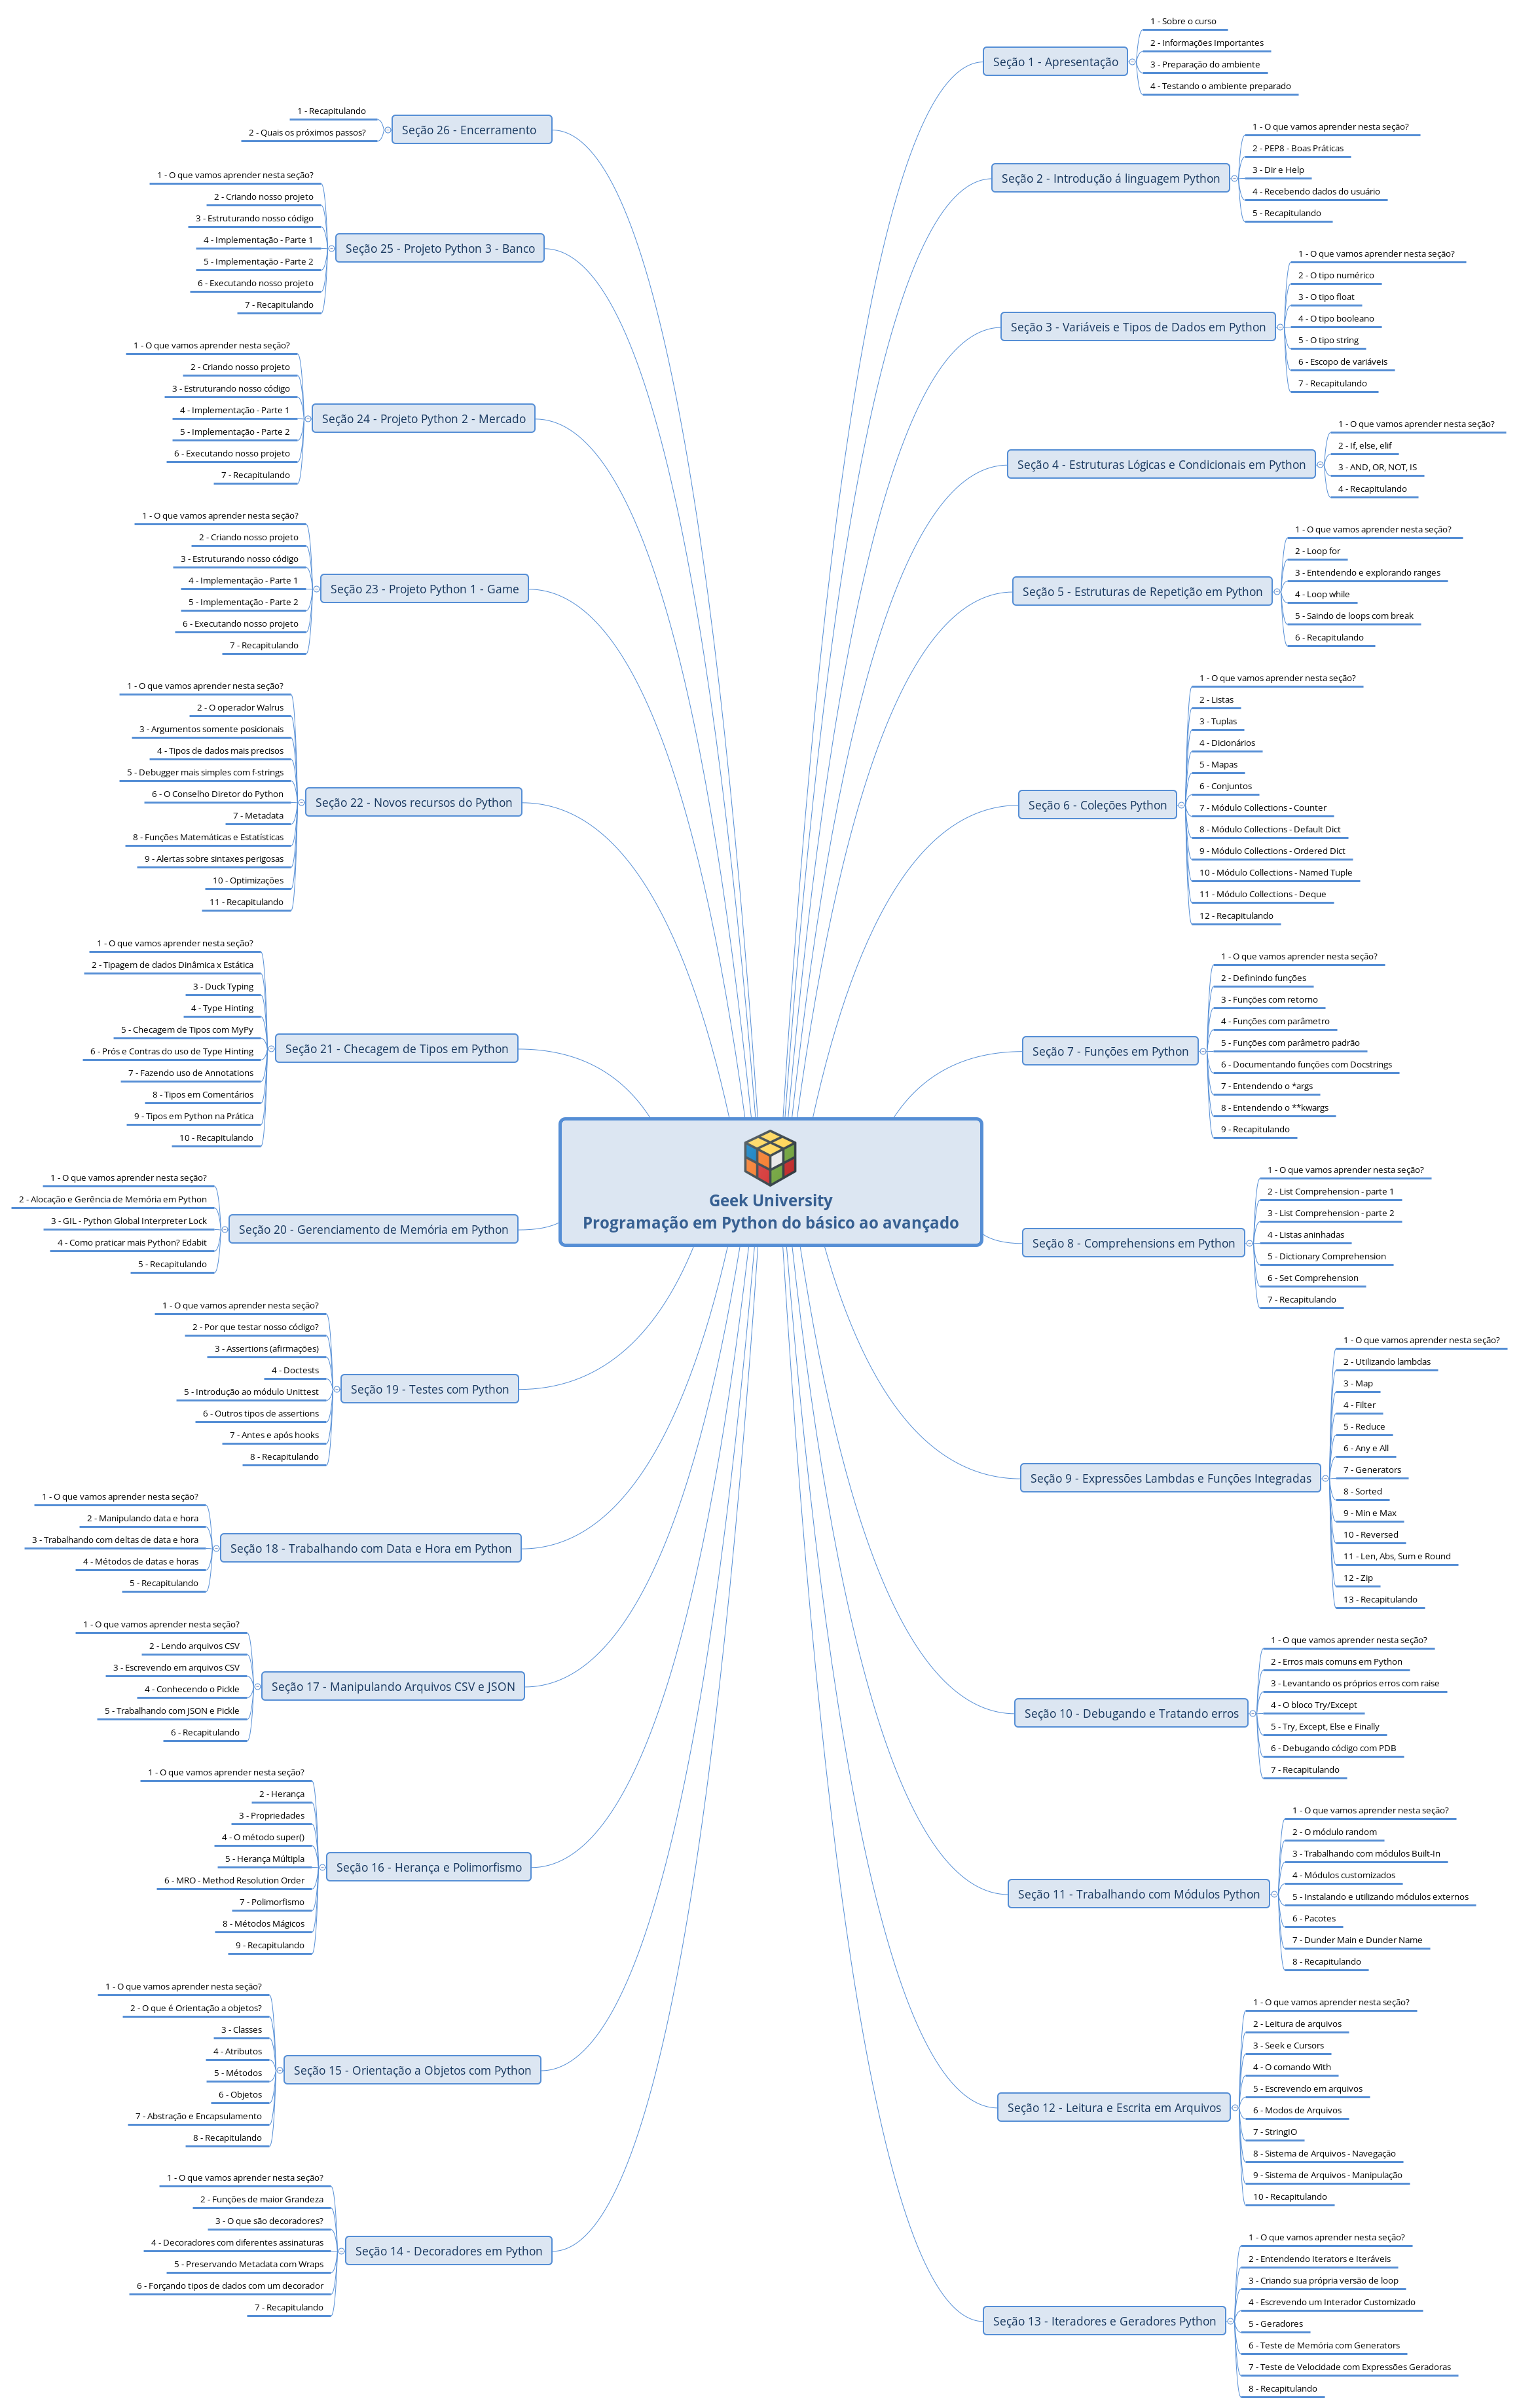 Geek University
Programação em Python do básico ao avançado
Seção 1 - Apresentação
1 - Sobre o curso
2 - Informações Importantes
3 - Preparação do ambiente
4 - Testando o ambiente preparado
Seção 2 - Introdução á linguagem Python
1 - O que vamos aprender nesta seção?
2 - PEP8 - Boas Práticas
3 - Dir e Help
4 - Recebendo dados do usuário
5 - Recapitulando
Seção 3 - Variáveis e Tipos de Dados em Python
1 - O que vamos aprender nesta seção?
2 - O tipo numérico
3 - O tipo float
4 - O tipo booleano
5 - O tipo string
6 - Escopo de variáveis
7 - Recapitulando
Seção 4 - Estruturas Lógicas e Condicionais em Python
1 - O que vamos aprender nesta seção?
2 - If, else, elif
3 - AND, OR, NOT, IS
4 - Recapitulando
Seção 5 - Estruturas de Repetição em Python
1 - O que vamos aprender nesta seção?
2 - Loop for
3 - Entendendo e explorando ranges
4 - Loop while
5 - Saindo de loops com break
6 - Recapitulando
Seção 6 - Coleções Python
1 - O que vamos aprender nesta seção?
2 - Listas
3 - Tuplas
4 - Dicionários
5 - Mapas
6 - Conjuntos
7 - Módulo Collections - Counter
8 - Módulo Collections - Default Dict
9 - Módulo Collections - Ordered Dict
10 - Módulo Collections - Named Tuple
11 - Módulo Collections - Deque
12 - Recapitulando
Seção 7 - Funções em Python
1 - O que vamos aprender nesta seção?
2 - Definindo funções
3 - Funções com retorno
4 - Funções com parâmetro
5 - Funções com parâmetro padrão
6 - Documentando funções com Docstrings
7 - Entendendo o *args
8 - Entendendo o **kwargs
9 - Recapitulando
Seção 8 - Comprehensions em Python
1 - O que vamos aprender nesta seção?
2 - List Comprehension - parte 1
3 - List Comprehension - parte 2
4 - Listas aninhadas
5 - Dictionary Comprehension
6 - Set Comprehension
7 - Recapitulando
Seção 9 - Expressões Lambdas e Funções Integradas
1 - O que vamos aprender nesta seção?
2 - Utilizando lambdas
3 - Map
4 - Filter
5 - Reduce
6 - Any e All
7 - Generators
8 - Sorted
9 - Min e Max
10 - Reversed
11 - Len, Abs, Sum e Round
12 - Zip
13 - Recapitulando
Seção 10 - Debugando e Tratando erros
1 - O que vamos aprender nesta seção?
2 - Erros mais comuns em Python
3 - Levantando os próprios erros com raise
4 - O bloco Try/Except
5 - Try, Except, Else e Finally
6 - Debugando código com PDB
7 - Recapitulando
Seção 11 - Trabalhando com Módulos Python
1 - O que vamos aprender nesta seção?
2 - O módulo random
3 - Trabalhando com módulos Built-In
4 - Módulos customizados
5 - Instalando e utilizando módulos externos
6 - Pacotes
7 - Dunder Main e Dunder Name
8 - Recapitulando
Seção 12 - Leitura e Escrita em Arquivos
1 - O que vamos aprender nesta seção?
2 - Leitura de arquivos
3 - Seek e Cursors
4 - O comando With
5 - Escrevendo em arquivos
6 - Modos de Arquivos
7 - StringIO
8 - Sistema de Arquivos - Navegação
9 - Sistema de Arquivos - Manipulação
10 - Recapitulando
Seção 13 - Iteradores e Geradores Python
1 - O que vamos aprender nesta seção?
2 - Entendendo Iterators e Iteráveis
3 - Criando sua própria versão de loop
4 - Escrevendo um Interador Customizado
5 - Geradores
6 - Teste de Memória com Generators
7 - Teste de Velocidade com Expressões Geradoras
8 - Recapitulando
Seção 14 - Decoradores em Python
1 - O que vamos aprender nesta seção?
2 - Funções de maior Grandeza
3 - O que são decoradores?
4 - Decoradores com diferentes assinaturas
5 - Preservando Metadata com Wraps
6 - Forçando tipos de dados com um decorador
7 - Recapitulando
Seção 15 - Orientação a Objetos com Python
1 - O que vamos aprender nesta seção?
2 - O que é Orientação a objetos?
3 - Classes
4 - Atributos
5 - Métodos
6 - Objetos
7 - Abstração e Encapsulamento
8 - Recapitulando
Seção 16 - Herança e Polimorfismo
1 - O que vamos aprender nesta seção?
2 - Herança
3 - Propriedades
4 - O método super()
5 - Herança Múltipla
6 - MRO - Method Resolution Order
7 - Polimorfismo
8 - Métodos Mágicos
9 - Recapitulando
Seção 17 - Manipulando Arquivos CSV e JSON
1 - O que vamos aprender nesta seção?
2 - Lendo arquivos CSV
3 - Escrevendo em arquivos CSV
4 - Conhecendo o Pickle
5 - Trabalhando com JSON e Pickle
6 - Recapitulando
Seção 18 - Trabalhando com Data e Hora em Python
1 - O que vamos aprender nesta seção?
2 - Manipulando data e hora
3 - Trabalhando com deltas de data e hora
4 - Métodos de datas e horas
5 - Recapitulando
Seção 19 - Testes com Python
1 - O que vamos aprender nesta seção?
2 - Por que testar nosso código?
3 - Assertions (afirmações)
4 - Doctests
5 - Introdução ao módulo Unittest
6 - Outros tipos de assertions
7 - Antes e após hooks
8 - Recapitulando
Seção 20 - Gerenciamento de Memória em Python
1 - O que vamos aprender nesta seção?
2 - Alocação e Gerência de Memória em Python
3 - GIL - Python Global Interpreter Lock
4 - Como praticar mais Python? Edabit
5 - Recapitulando
Seção 21 - Checagem de Tipos em Python
1 - O que vamos aprender nesta seção?
2 - Tipagem de dados Dinâmica x Estática
3 - Duck Typing
4 - Type Hinting
5 - Checagem de Tipos com MyPy
6 - Prós e Contras do uso de Type Hinting
7 - Fazendo uso de Annotations
8 - Tipos em Comentários
9 - Tipos em Python na Prática
10 - Recapitulando
Seção 22 - Novos recursos do Python
1 - O que vamos aprender nesta seção?
2 - O operador Walrus
3 - Argumentos somente posicionais
4 - Tipos de dados mais precisos
5 - Debugger mais simples com f-strings
6 - O Conselho Diretor do Python
7 - Metadata
8 - Funções Matemáticas e Estatísticas
9 - Alertas sobre sintaxes perigosas
10 - Optimizações
11 - Recapitulando
Seção 23 - Projeto Python 1 - Game
1 - O que vamos aprender nesta seção?
2 - Criando nosso projeto
3 - Estruturando nosso código
4 - Implementação - Parte 1
5 - Implementação - Parte 2
6 - Executando nosso projeto
7 - Recapitulando
Seção 24 - Projeto Python 2 - Mercado
1 - O que vamos aprender nesta seção?
2 - Criando nosso projeto
3 - Estruturando nosso código
4 - Implementação - Parte 1
5 - Implementação - Parte 2
6 - Executando nosso projeto
7 - Recapitulando
Seção 25 - Projeto Python 3 - Banco
1 - O que vamos aprender nesta seção?
2 - Criando nosso projeto
3 - Estruturando nosso código
4 - Implementação - Parte 1
5 - Implementação - Parte 2
6 - Executando nosso projeto
7 - Recapitulando
Seção 26 - Encerramento
1 - Recapitulando
2 - Quais os próximos passos?